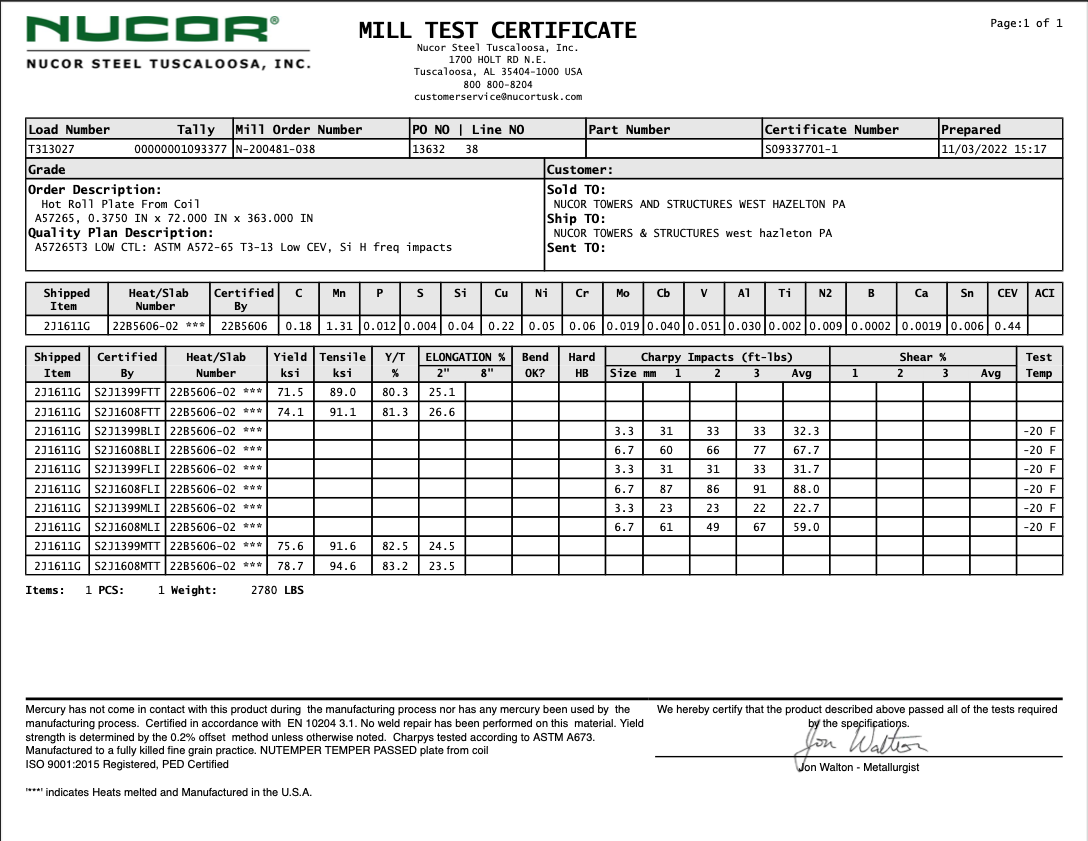 NUCOR®
NUCOR STEEL TUSCALOOSA, INC.
MILL TEST CERTIFICATE
Nucor Steel Tuscaloosa, Inc.
1700 HOLT RD N.E.
Tuscaloosa, AL 35404-1000 USA
800 800-8204
customerservice@nucortusk.com
Page:1 of 1
Load Number Tally Mill Order Number PO NO | Line NO Part Number Certificate Number Prepared
T313027 00000001093377 N-200481-038 13632 38 S09337701-1 11/03/2022 15:17
Grade Customer:
Order Description:
Hot Roll Plate From Coil
A57265, 0.3750 IN x 72.000 IN x 363.000 IN
Quality Plan Description:
A57265T3 LOW CTL: ASTM A572-65 T3-13 Low CEV, Si H freq impacts
Sold TO:
NUCOR TOWERS AND STRUCTURES WEST HAZELTON PA
Ship TO:
NUCOR TOWERS & STRUCTURES west hazleton PA
Sent TO:
Shipped Heat/Slab Certified C Mn P S Si Cu Ni Cr Mo Cb V Al Ti N2 B Ca Sn CEV ACI
Item Number By
2J1611G 22B5606-02 *** 22B5606 0.18 1.31 0.012 0.004 0.04 0.22 0.05 0.06 0.019 0.040 0.051 0.030 0.002 0.009 0.0002 0.0019 0.006 0.44
Shipped Certified Heat/Slab Yield Tensile Y/T ELONGATION % Bend Hard Charpy Impacts (ft-lbs) Shear % Test
Item By Number ksi ksi % 2" 8" OK? HB Size mm 1 2 3 Avg 1 2 3 Avg Temp
2J1611G S2J1399FTT 22B5606-02 *** 71.5 89.0 80.3 25.1
2J1611G S2J1608FTT 22B5606-02 *** 74.1 91.1 81.3 26.6
2J1611G S2J1399BLI 22B5606-02 *** 3.3 31 33 33 32.3 -20 F
2J1611G S2J1608BLI 22B5606-02 *** 6.7 60 66 77 67.7 -20 F
2J1611G S2J1399FLI 22B5606-02 *** 3.3 31 31 33 31.7 -20 F
2J1611G S2J1608FLI 22B5606-02 *** 6.7 87 86 91 88.0 -20 F
2J1611G S2J1399MLI 22B5606-02 *** 3.3 23 23 22 22.7 -20 F
2J1611G S2J1608MLI 22B5606-02 *** 6.7 61 49 67 59.0 -20 F
2J1611G S2J1399MTT 22B5606-02 *** 75.6 91.6 82.5 24.5
2J1611G S2J1608MTT 22B5606-02 *** 78.7 94.6 83.2 23.5
Items: 1 PCS: 1 Weight: 2780 LBS
Mercury has not come in contact with this product during the manufacturing process nor has any mercury been used by the
manufacturing process. Certified in accordance with EN 10204 3.1. No weld repair has been performed on this material. Yield
strength is determined by the 0.2% offset method unless otherwise noted. Charpys tested according to ASTM A673.
Manufactured to a fully killed fine grain practice. NUTEMPER TEMPER PASSED plate from coil
ISO 9001:2015 Registered, PED Certified
'***' indicates Heats melted and Manufactured in the U.S.A.
We hereby certify that the product described above passed all of the tests required
by the specifications.
Jon Walton
Jon Walton - Metallurgist